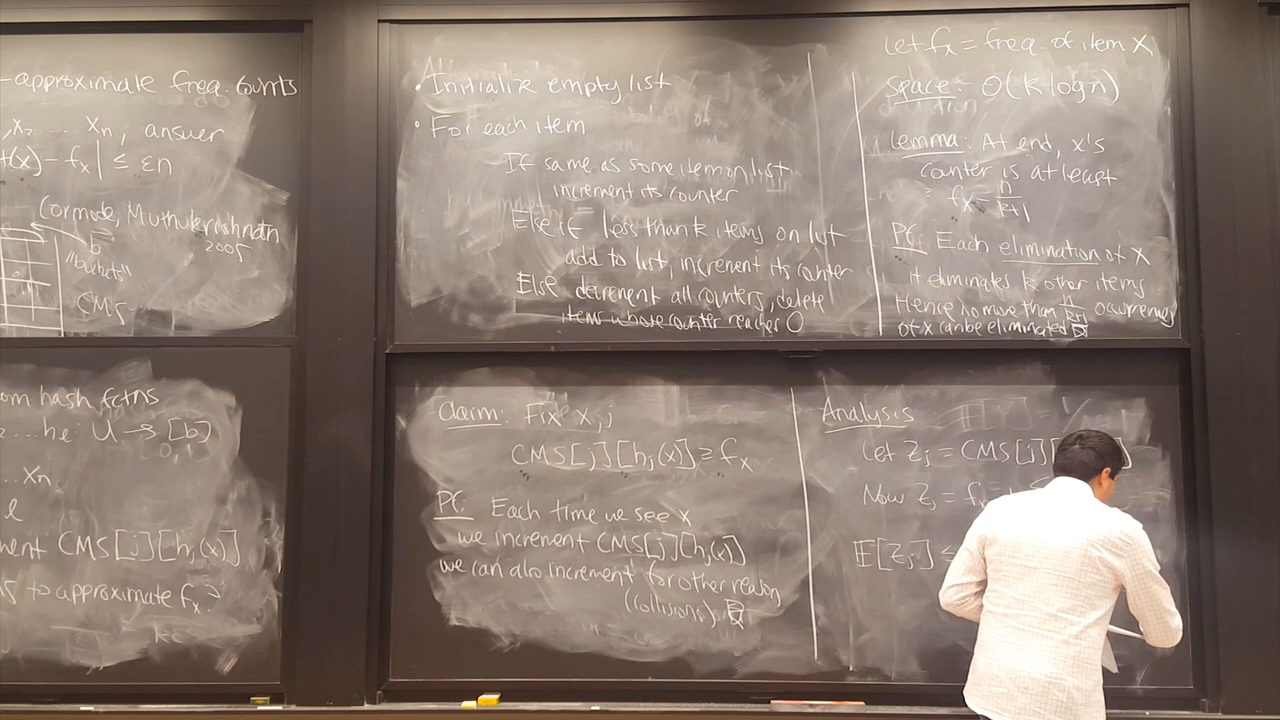 -approximate freq. counts
,x₂ ... xₙ, answer
t(x) - fₓ| ≤ εn
Cormode, Muthukrishnan
2005
b
"buckets"
CMS
om hash fctns
he: U → [b]
0,1
... xₙ
l
ment CMS[j][hⱼ(x)]
to approximate fₓ?
• Initialize empty list
• For each item
If same as some item on list
increment its counter
Else if less than k items on list
add to list, increment its counter
Else decrement all counters, delete
items whose counter reaches 0
Let fₓ = freq. of item x
Space: O(k log n)
Lemma: At end, x's
counter is at least
fₓ - n/k+1
Pf: Each elimination of x
it eliminates k other items
Hence no more than n/k+1 occurrences
of x can be eliminated
Claim: Fix x, j
CMS[j][hⱼ(x)] ≥ fₓ
Pf: Each time we see x
we increment CMS[j][hⱼ(x)]
we can also increment for other reason
(collisions).
Analysis
Let Zⱼ = CMS[j][
Now Zⱼ = fₓ
E[Zⱼ] ≤